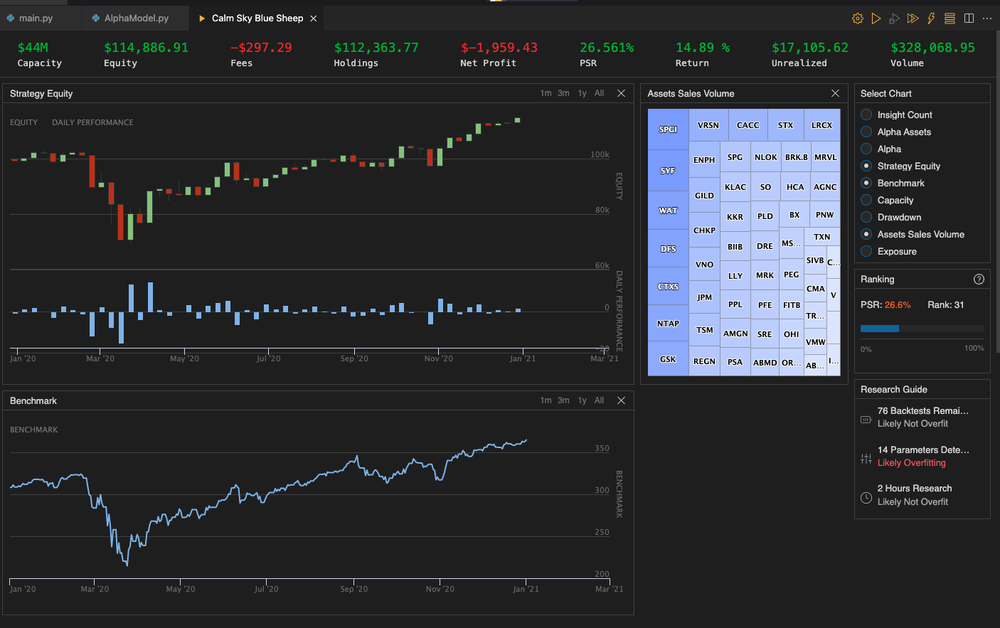 main.py
AlphaModel.py
Calm Sky Blue Sheep
$44M
Capacity
$114,886.91
Equity
-$297.29
Fees
$112,363.77
Holdings
$-1,959.43
Net Profit
26.561%
PSR
14.89 %
Return
$17,105.62
Unrealized
$328,068.95
Volume
Strategy Equity
1m 3m 1y All
EQUITY DAILY PERFORMANCE
100k
80k
60k
EQUITY
0
-20
DAILY PERFORMANCE
Jan '20 Mar '20 May '20 Jul '20 Sep '20 Nov '20 Jan '21 Mar '21
Benchmark
1m 3m 1y All
BENCHMARK
350
300
250
200
BENCHMARK
Jan '20 Mar '20 May '20 Jul '20 Sep '20 Nov '20 Jan '21 Mar '21
Assets Sales Volume
SPGI
SYF
WAT
DFS
CTXS
NTAP
GSK
VRSN
CACC
STX
LRCX
ENPH
GILD
CHKP
VNO
JPM
TSM
REGN
SPG
KLAC
KKR
BIIB
LLY
PPL
AMGN
PSA
NLOK
BRK.B
MRVL
SO
HCA
AGNC
PLD
DRE
MRK
PFE
SRE
ABMD
BX
PNW
MS...
PEG
FITB
OHI
OR...
TXN
SIVB
CMA
TR...
VMW
AB...
C...
V
I...
Select Chart
Insight Count
Alpha Assets
Alpha
Strategy Equity
Benchmark
Capacity
Drawdown
Assets Sales Volume
Exposure
Ranking
?
PSR: 26.6% Rank: 31
0% 100%
Research Guide
76 Backtests Remai...
Likely Not Overfit
14 Parameters Dete...
Likely Overfitting
2 Hours Research
Likely Not Overfit